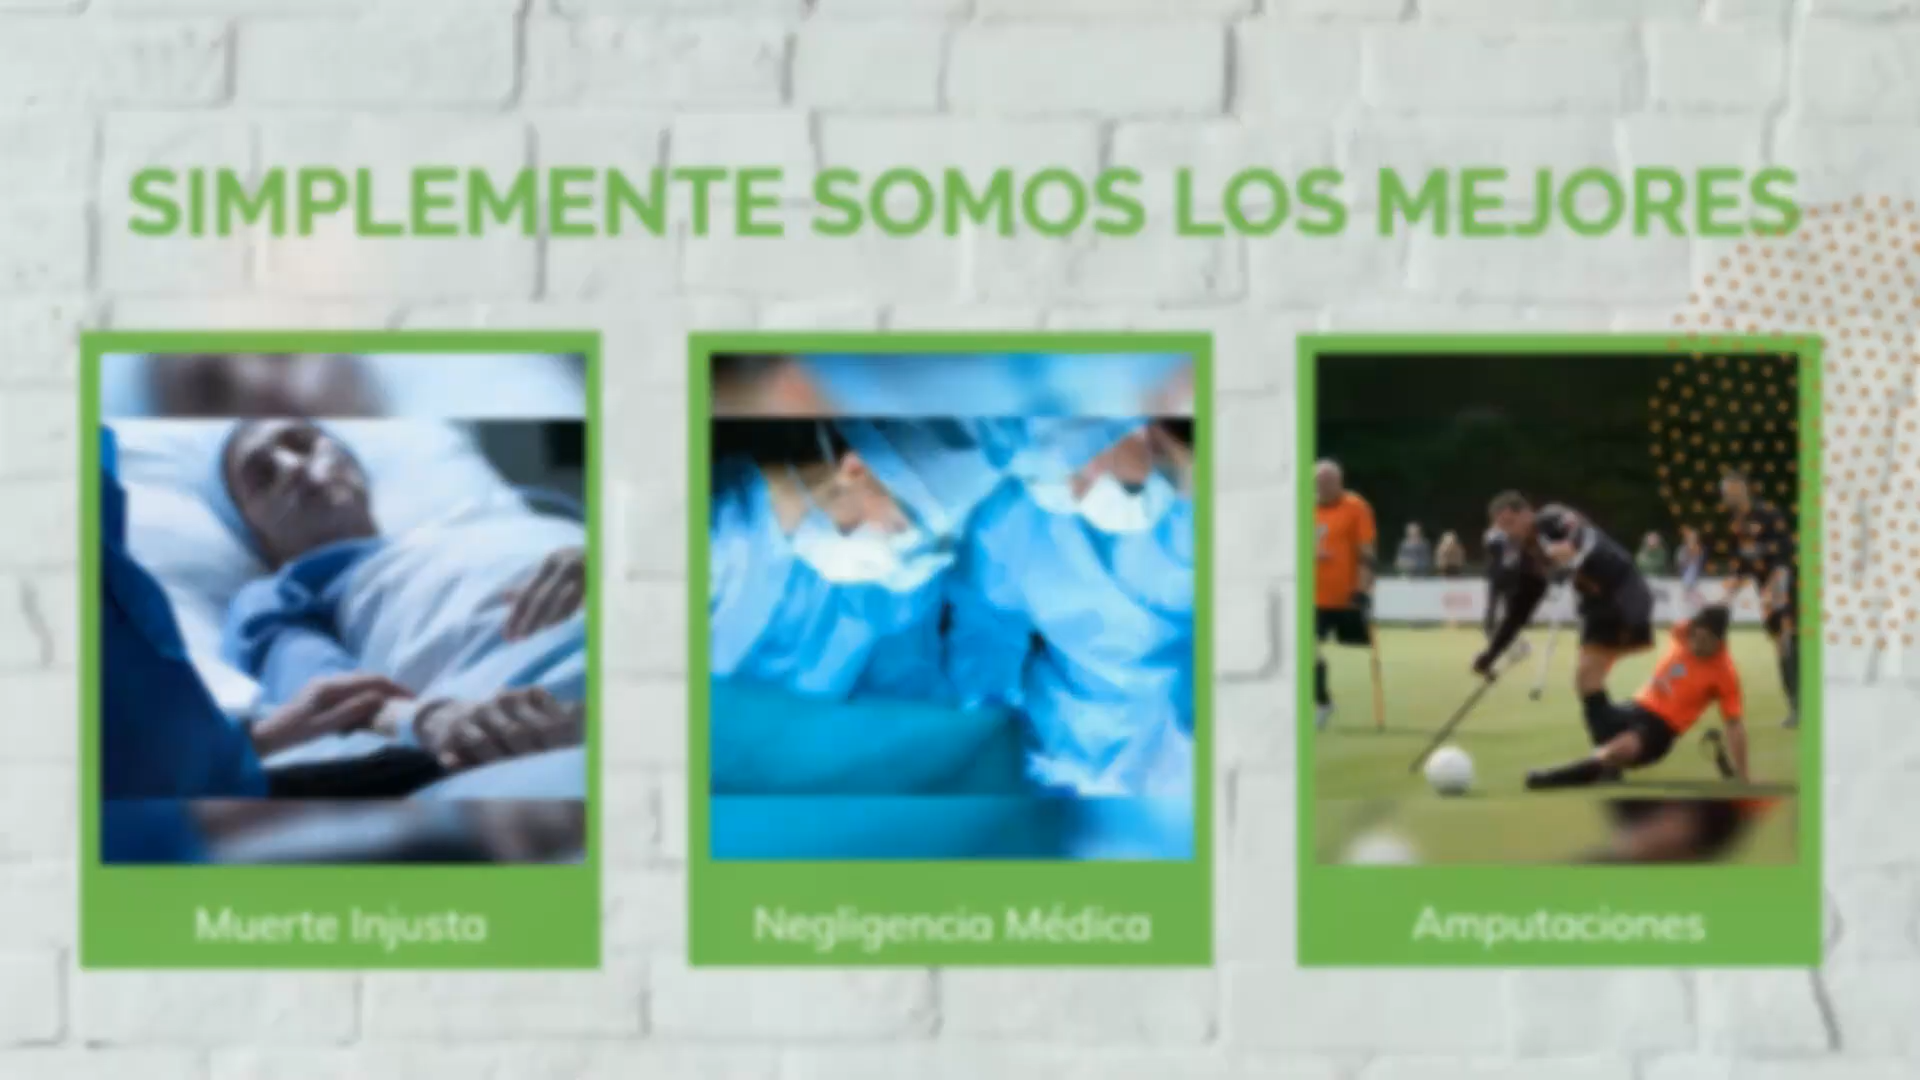 SIMPLEMENTE SOMOS LOS MEJORES
Muerte Injusta
Negligencia Médica
Amputaciones